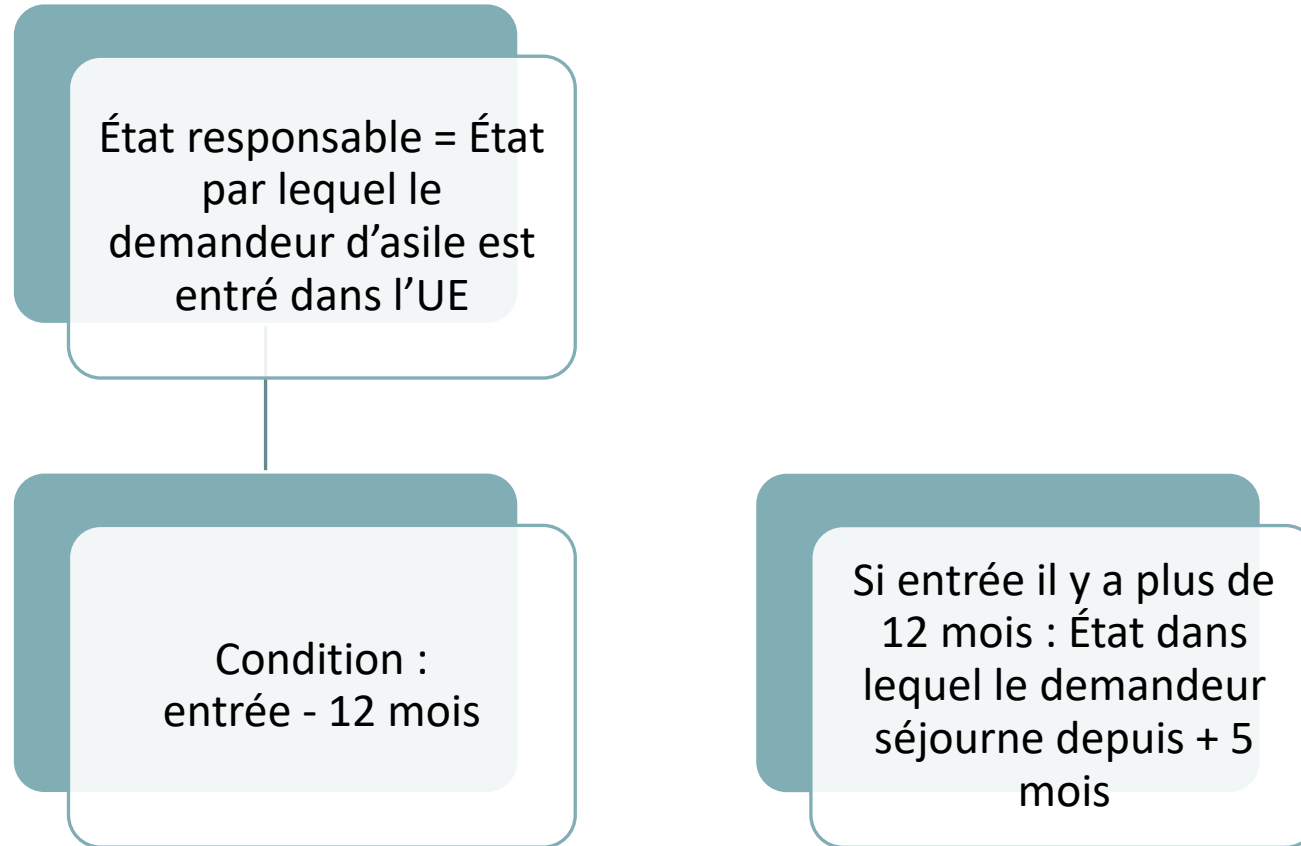 État responsable = État
par lequel le
demandeur d’asile est
entré dans l’UE
Condition :
entrée - 12 mois
Si entrée il y a plus de
12 mois : État dans
lequel le demandeur
séjourne depuis + 5
mois